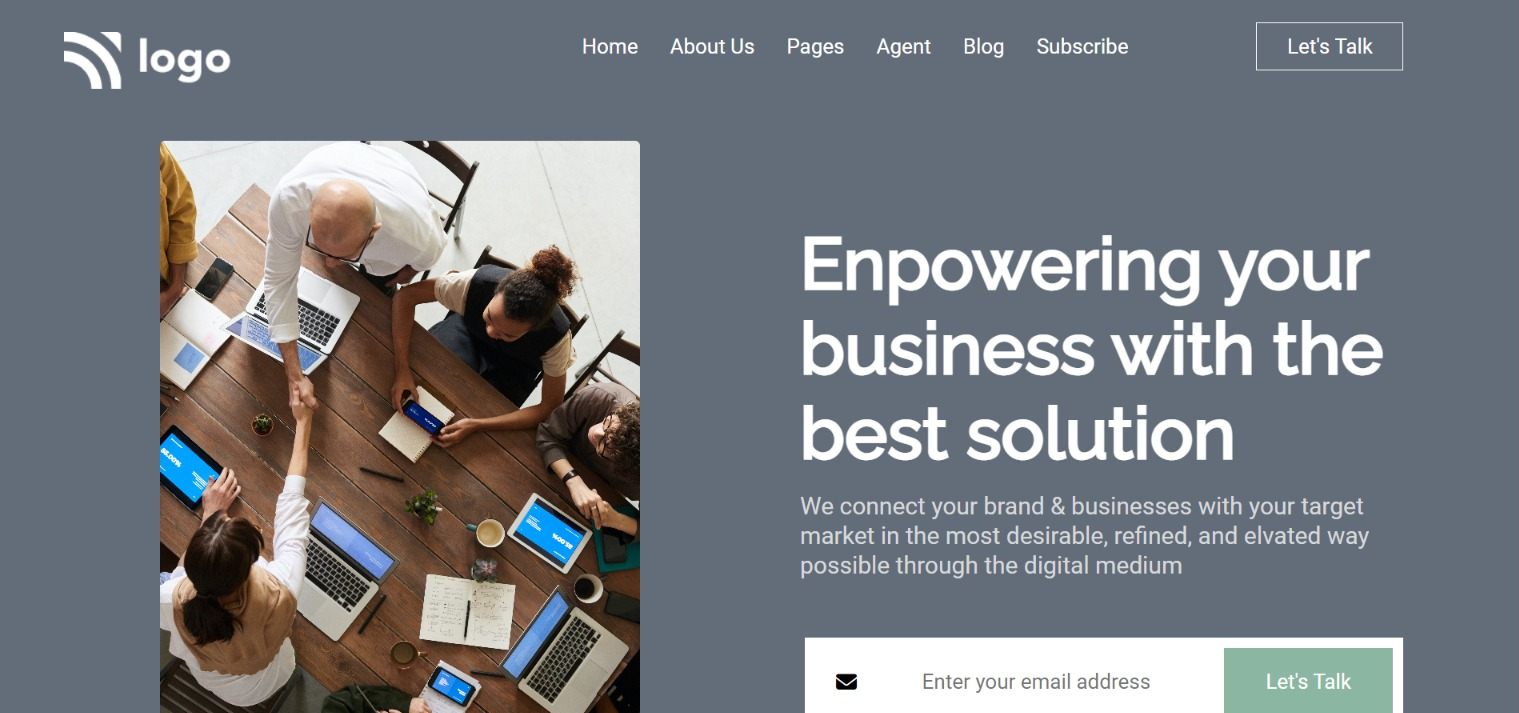 logo
Home About Us Pages Agent Blog Subscribe Let's Talk
Enpowering your
business with the
best solution
We connect your brand & businesses with your target
market in the most desirable, refined, and elvated way
possible through the digital medium
Enter your email address Let's Talk